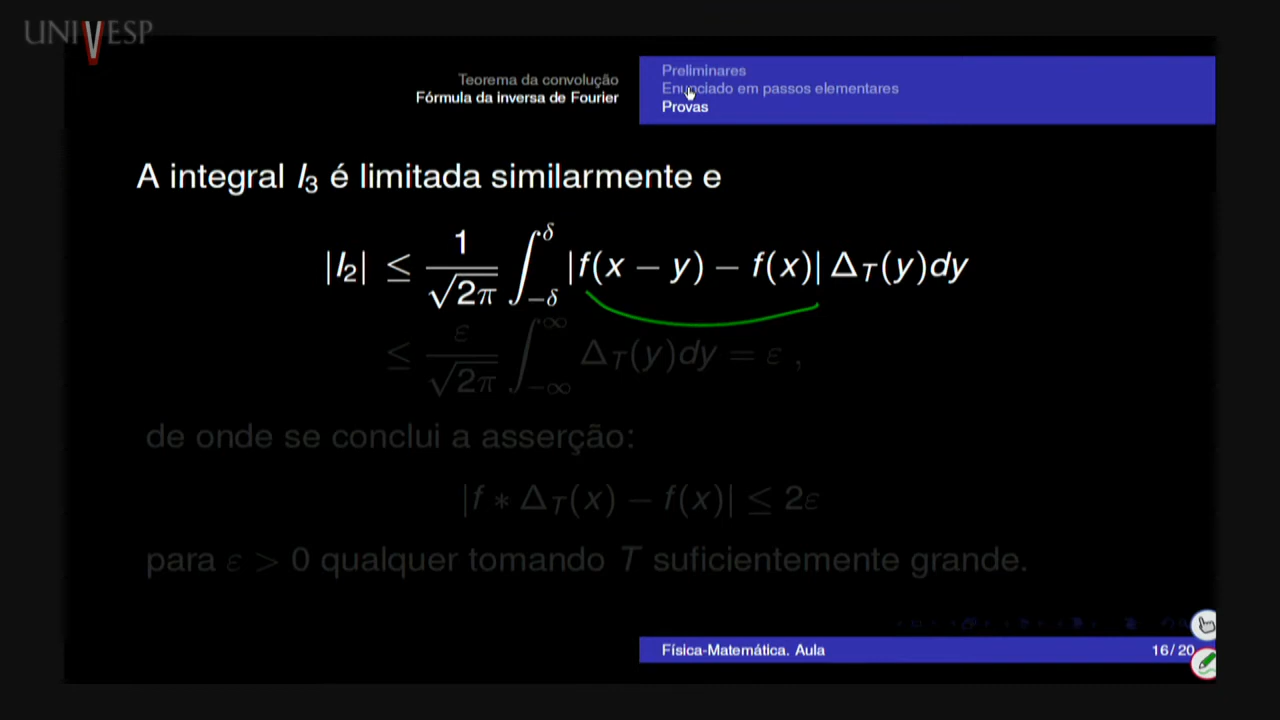 UNIVESP
Teorema da convolução
Fórmula da inversa de Fourier
Preliminares
Enunciado em passos elementares
Provas
A integral I₃ é limitada similarmente e
|I₂| ≤ 1/√2π ∫_{−δ}^{δ} |f(x − y) − f(x)| Δ_T(y)dy
≤ ε/√2π ∫_{−∞}^{∞} Δ_T(y)dy = ε ,
de onde se conclui a asserção:
|f ∗ Δ_T(x) − f(x)| ≤ 2ε
para ε > 0 qualquer tomando T suficientemente grande.
Física-Matemática. Aula
16/20